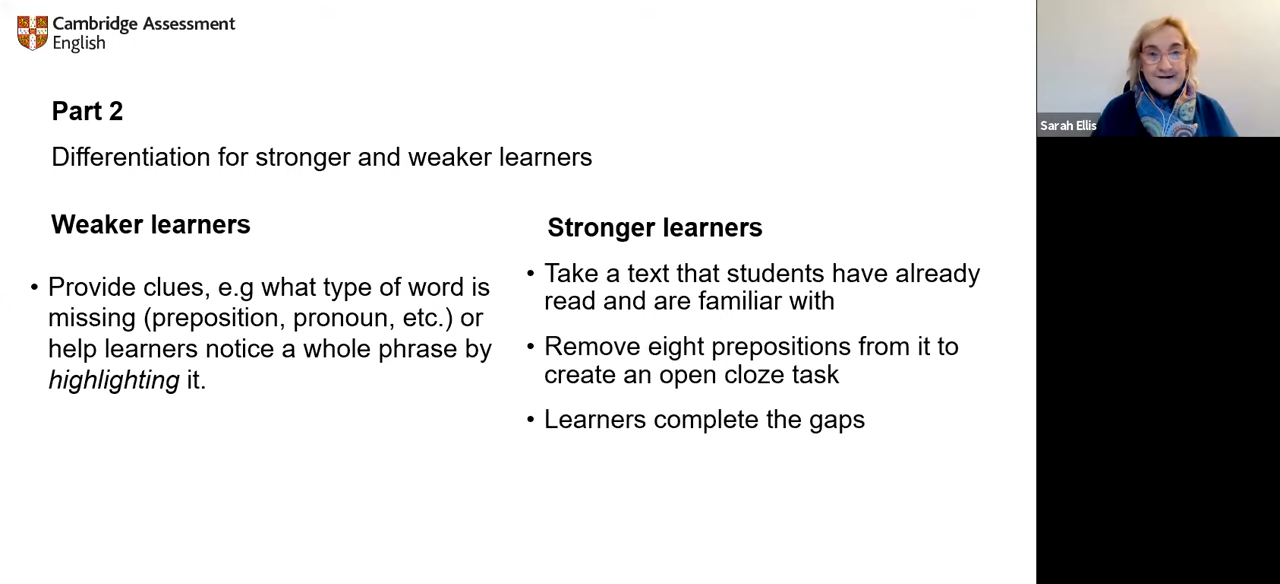 Cambridge Assessment
English
Part 2
Differentiation for stronger and weaker learners
Weaker learners
• Provide clues, e.g what type of word is
missing (preposition, pronoun, etc.) or
help learners notice a whole phrase by
highlighting it.
Stronger learners
• Take a text that students have already
read and are familiar with
• Remove eight prepositions from it to
create an open cloze task
• Learners complete the gaps
Sarah Ellis